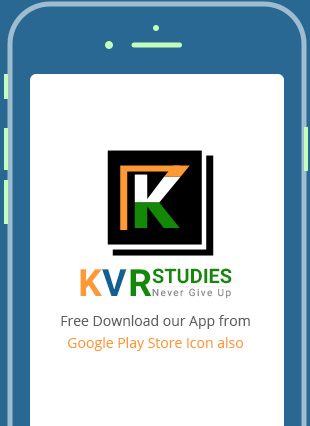 K
KVR STUDIES
Never Give Up
Free Download our App from
Google Play Store Icon also